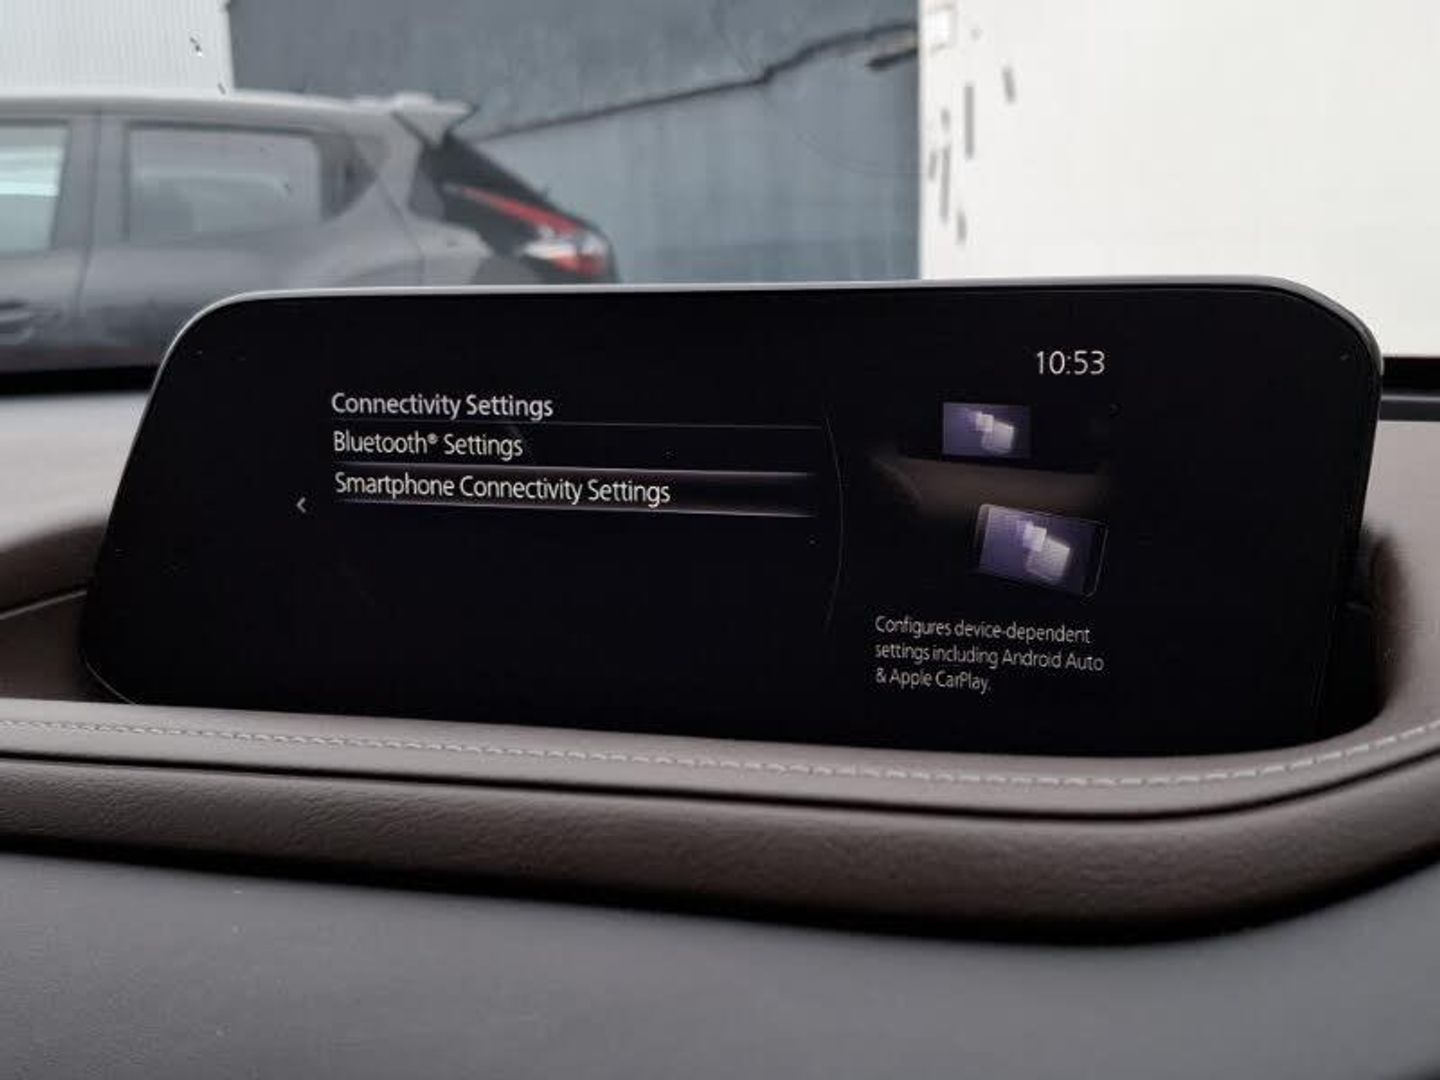 10:53
Connectivity Settings
Bluetooth® Settings
Smartphone Connectivity Settings
Configures device-dependent
settings including Android Auto
& Apple CarPlay.